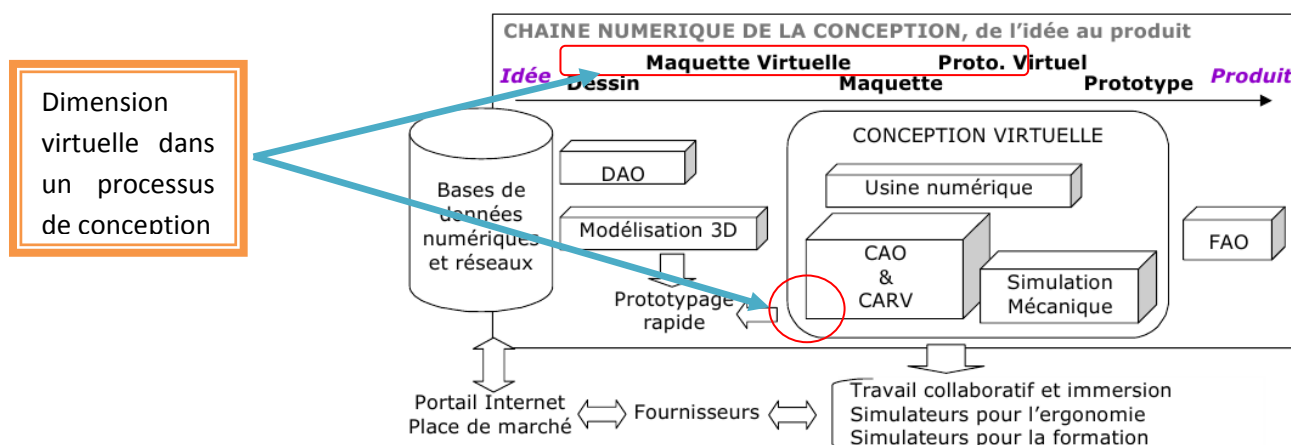 CHAINE NUMERIQUE DE LA CONCEPTION, de l'idée au produit
Maquette Virtuelle Proto. Virtuel
Idée Produit
Dessin Maquette Prototype
Dimension
virtuelle dans
un processus
de conception
Bases de
données
numériques
et réseaux
DAO
Modélisation 3D
Prototypage
rapide
CONCEPTION VIRTUELLE
Usine numérique
CAO
&
CARV
Simulation
Mécanique
FAO
Portail Internet
Place de marché
Fournisseurs
Travail collaboratif et immersion
Simulateurs pour l'ergonomie
Simulateurs pour la formation